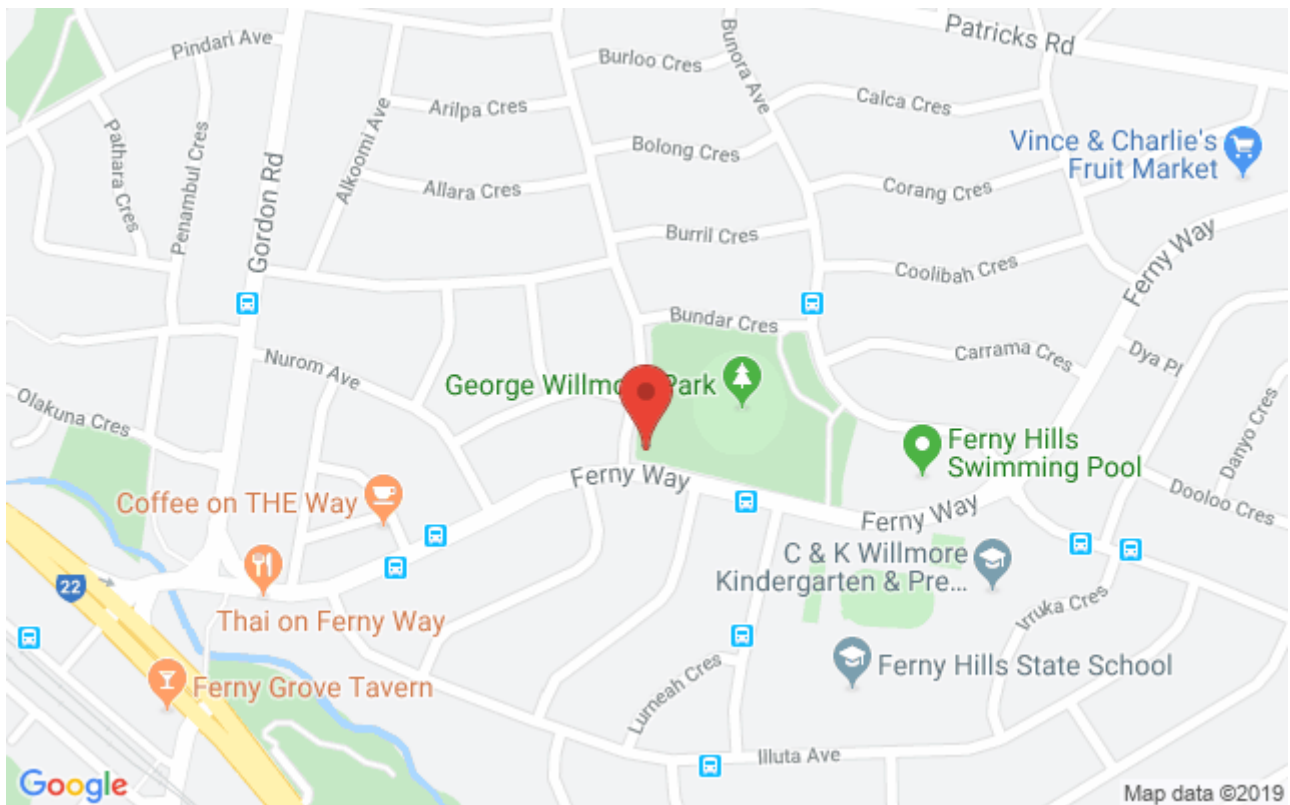 Patricks Rd
Pindari Ave
Burloo Cres
Bunora Ave
Calca Cres
Arilpa Cres
Alkoomi Ave
Pathara Cres
Penambul Cres
Gordon Rd
Bolong Cres
Vince & Charlie's
Fruit Market
Allara Cres
Corang Cres
Burril Cres
Coolibah Cres
Ferny Way
Bundar Cres
Nurom Ave
Carrama Cres
Dya Pl
George Willmo Park
Olakuna Cres
Danyo Cres
Ferny Hills
Swimming Pool
Ferny Way
Dooloo Cres
Coffee on THE Way
Ferny Way
C & K Willmore
Kindergarten & Pre...
22
Thai on Ferny Way
Irruka Cres
Ferny Hills State School
Ferny Grove Tavern
Lurneah Cres
Illuta Ave
Google
Map data ©2019